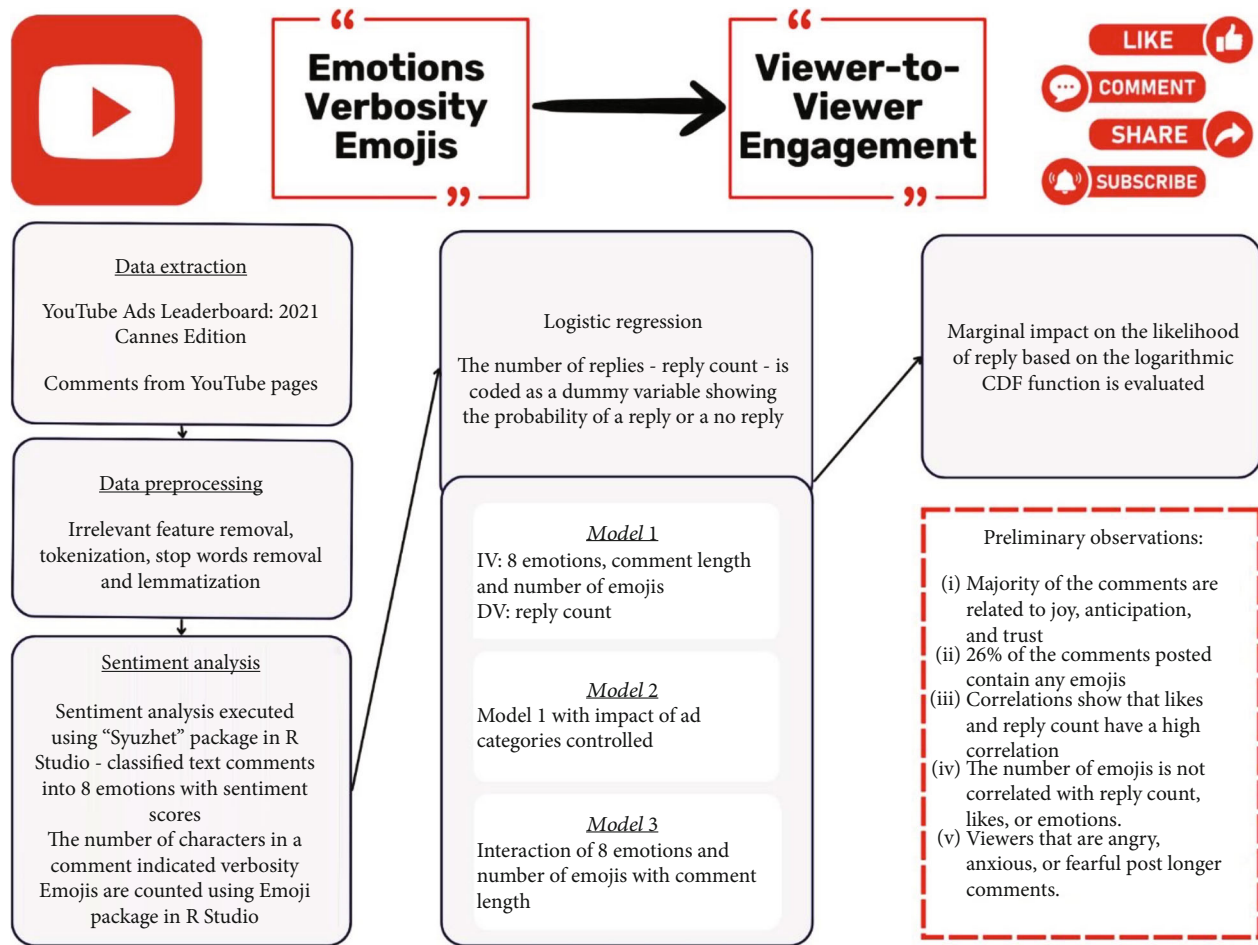 “
Emotions
Verbosity
Emojis
”
“
Viewer-to-
Viewer
Engagement
”
LIKE
COMMENT
SHARE
SUBSCRIBE
Data extraction
YouTube Ads Leaderboard: 2021
Cannes Edition
Comments from YouTube pages
Data preprocessing
Irrelevant feature removal,
tokenization, stop words removal
and lemmatization
Sentiment analysis
Sentiment analysis executed
using “Syuzhet” package in R
Studio - classified text comments
into 8 emotions with sentiment
scores
The number of characters in a
comment indicated verbosity
Emojis are counted using Emoji
package in R Studio
Logistic regression
The number of replies - reply count - is
coded as a dummy variable showing
the probability of a reply or a no reply
Model 1
IV: 8 emotions, comment length
and number of emojis
DV: reply count
Model 2
Model 1 with impact of ad
categories controlled
Model 3
Interaction of 8 emotions and
number of emojis with comment
length
Marginal impact on the likelihood
of reply based on the logarithmic
CDF function is evaluated
Preliminary observations:
(i) Majority of the comments are
related to joy, anticipation,
and trust
(ii) 26% of the comments posted
contain any emojis
(iii) Correlations show that likes
and reply count have a high
correlation
(iv) The number of emojis is not
correlated with reply count,
likes, or emotions.
(v) Viewers that are angry,
anxious, or fearful post longer
comments.